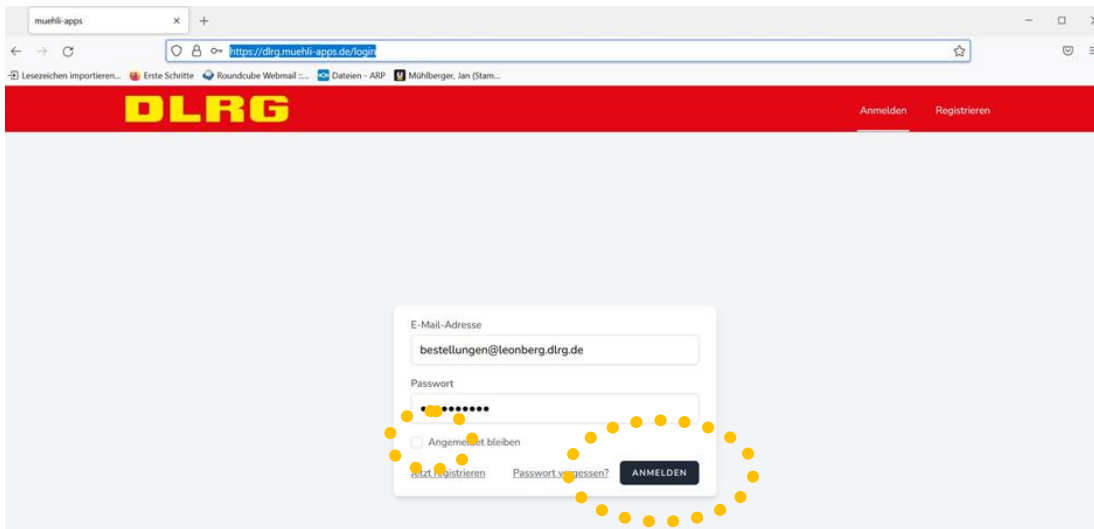 muehli-apps
https://dlrg.muehli-apps.de/login
Lesezeichen importieren... Erste Schritte Roundcube Webmail ::... Dateien - ARP Mühlberger, Jan (Stam...
DLRG Anmelden Registrieren
E-Mail-Adresse
bestellungen@leonberg.dlrg.de
Passwort
Angemeldet bleiben
Jetzt registrieren Passwort vergessen? ANMELDEN